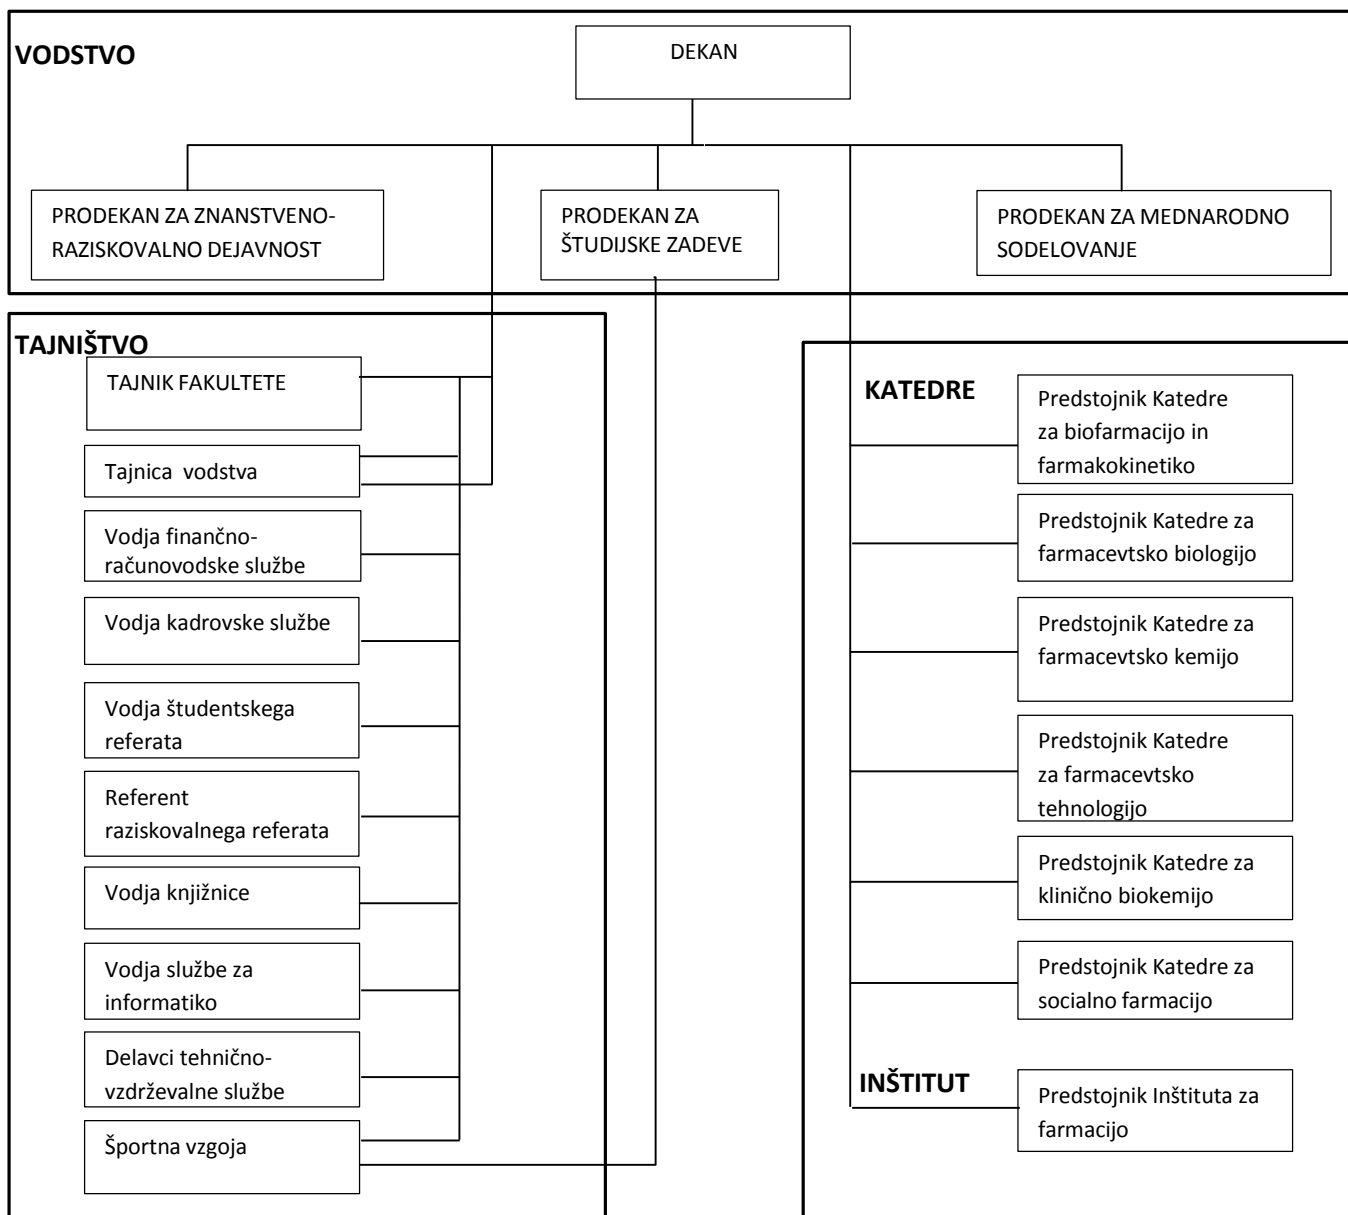 VODSTVO
DEKAN
PRODEKAN ZA ZNANSTVENO-
RAZISKOVALNO DEJAVNOST
PRODEKAN ZA
ŠTUDIJSKE ZADEVE
PRODEKAN ZA MEDNARODNO
SODELOVANJE
TAJNIŠTVO
TAJNIK FAKULTETE
Tajnica vodstva
Vodja finančno-
računovodske službe
Vodja kadrovske službe
Vodja študentskega
referata
Referent
raziskovalnega referata
Vodja knjižnice
Vodja službe za
informatiko
Delavci tehnično-
vzdrževalne službe
Športna vzgoja
KATEDRE
Predstojnik Katedre
za biofarmacijo in
farmakokinetiko
Predstojnik Katedre za
farmacevtsko biologijo
Predstojnik Katedre za
farmacevtsko kemijo
Predstojnik Katedre
za farmacevtsko
tehnologijo
Predstojnik Katedre za
klinično biokemijo
Predstojnik Katedre za
socialno farmacijo
INŠTITUT
Predstojnik Inštituta za
farmacijo